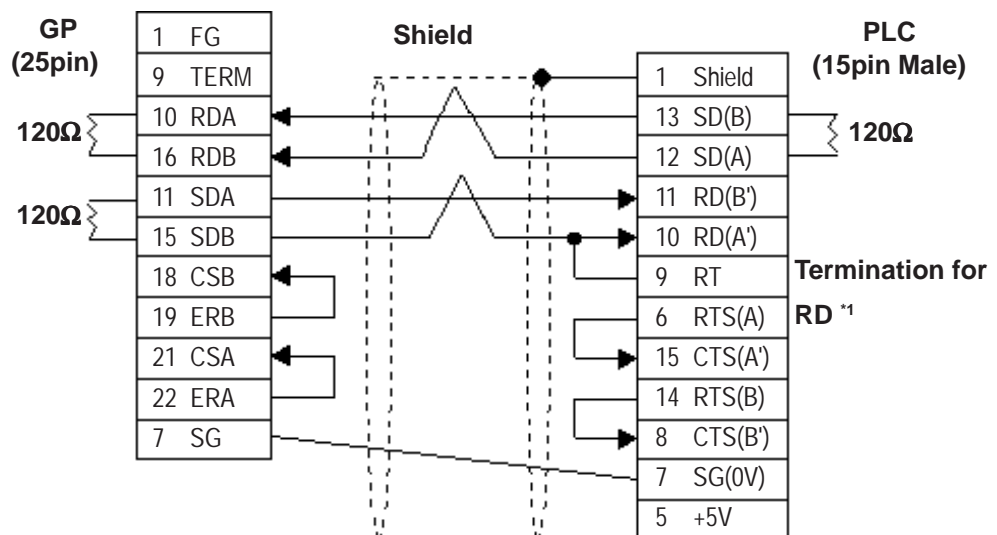 GP
(25pin)
1 FG
9 TERM
10 RDA
16 RDB
11 SDA
15 SDB
18 CSB
19 ERB
21 CSA
22 ERA
7 SG
120Ω
120Ω
Shield
PLC
(15pin Male)
1 Shield
13 SD(B)
12 SD(A)
11 RD(B')
10 RD(A')
9 RT
6 RTS(A)
15 CTS(A')
14 RTS(B)
8 CTS(B')
7 SG(0V)
5 +5V
120Ω
Termination for
RD *1